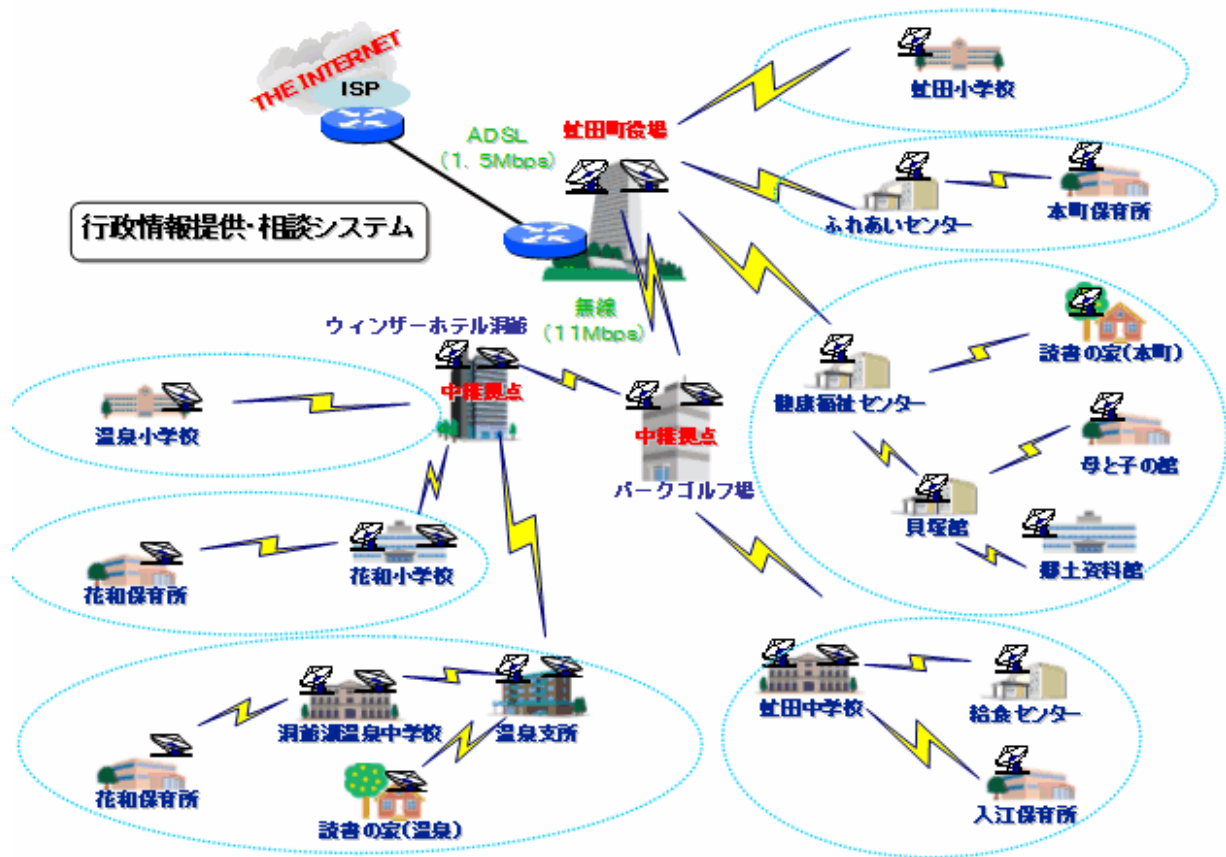 THE INTERNET
ISP
ADSL
(1.5Mbpa)
虻田町役場
虻田小学校
ふれあいセンター
本町保育所
行政情報提供・相談システム
無線
(11Mbpa)
ウィンザーホテル洞爺
中継拠点
温泉小学校
中継拠点
パークゴルフ場
読書の家(本町)
健康福祉センター
母と子の館
貝塚館
郷土資料館
花和保育所
花和小学校
洞爺湖温泉中学校
温泉支所
花和保育所
読書の家(温泉)
虻田中学校
給食センター
入江保育所